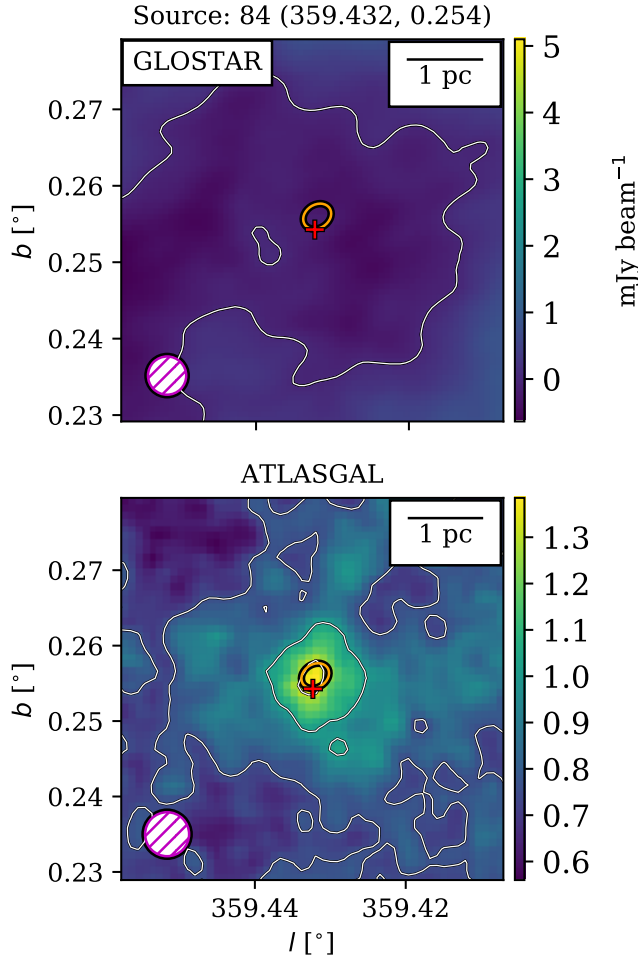 Source: 84 (359.432, 0.254)
GLOSTAR
1 pc
0.27
0.26
0.25
0.24
0.23
b [°]
5
4
3
2
1
0
mJy beam⁻¹
ATLASGAL
1 pc
0.27
0.26
0.25
0.24
0.23
b [°]
1.3
1.2
1.1
1.0
0.9
0.8
0.7
0.6
359.44 359.42
l [°]